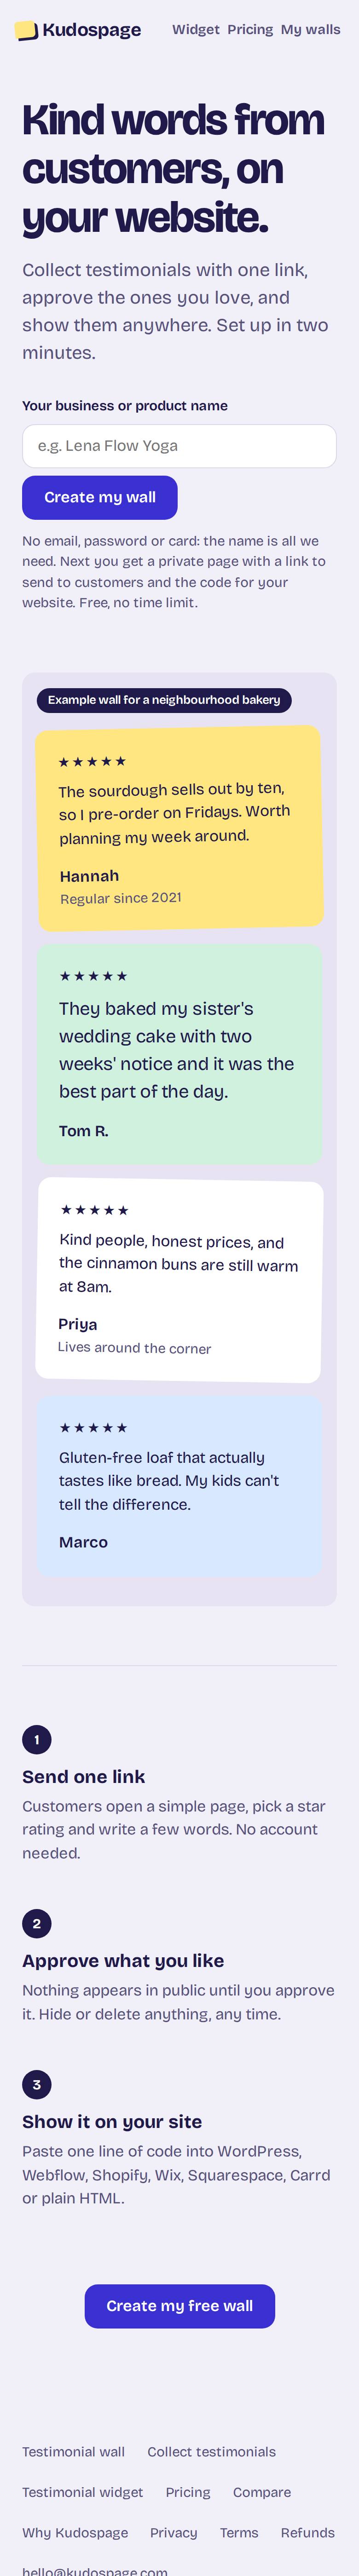 Kudospage
Widget Pricing My walls
Kind words from
customers, on
your website.
Collect testimonials with one link,
approve the ones you love, and
show them anywhere. Set up in two
minutes.
Your business or product name
e.g. Lena Flow Yoga
Create my wall
No email, password or card: the name is all we
need. Next you get a private page with a link to
send to customers and the code for your
website. Free, no time limit.
Example wall for a neighbourhood bakery
★★★★★
The sourdough sells out by ten,
so I pre-order on Fridays. Worth
planning my week around.
Hannah
Regular since 2021
★★★★★
They baked my sister's
wedding cake with two
weeks' notice and it was the
best part of the day.
Tom R.
★★★★★
Kind people, honest prices, and
the cinnamon buns are still warm
at 8am.
Priya
Lives around the corner
★★★★★
Gluten-free loaf that actually
tastes like bread. My kids can't
tell the difference.
Marco
1
Send one link
Customers open a simple page, pick a star
rating and write a few words. No account
needed.
2
Approve what you like
Nothing appears in public until you approve
it. Hide or delete anything, any time.
3
Show it on your site
Paste one line of code into WordPress,
Webflow, Shopify, Wix, Squarespace, Carrd
or plain HTML.
Create my free wall
Testimonial wall Collect testimonials
Testimonial widget Pricing Compare
Why Kudospage Privacy Terms Refunds
hello@kudospage.com